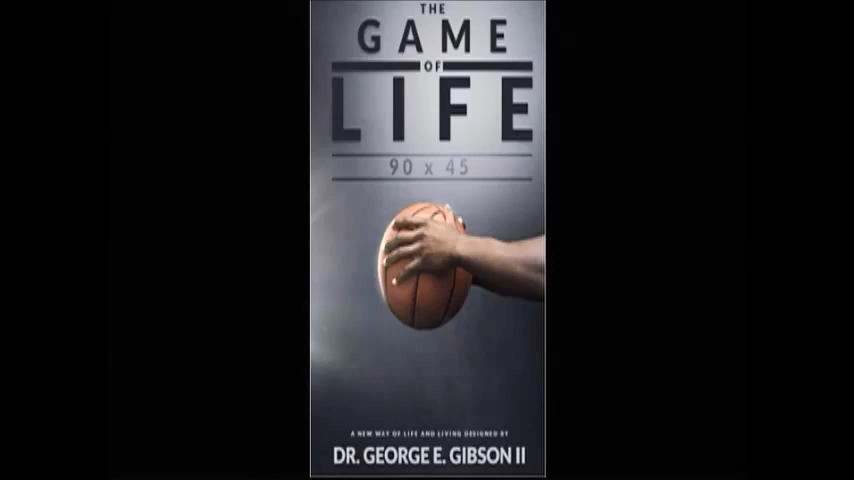 THE
GAME
OF
LIFE
90 x 45
A NEW WAY OF LIFE AND LIVING DESIGNED BY
DR. GEORGE E. GIBSON II